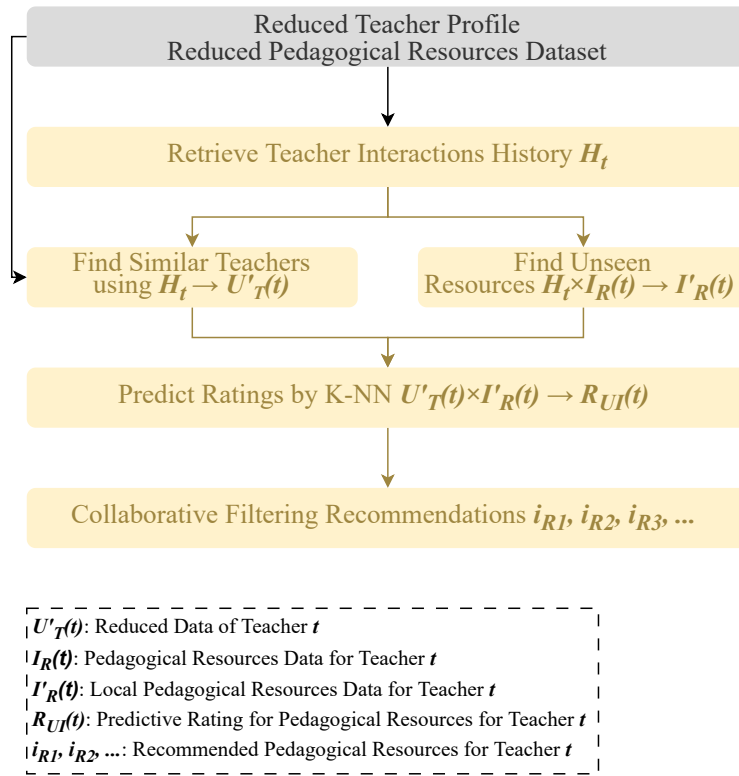 Reduced Teacher Profile
Reduced Pedagogical Resources Dataset
Retrieve Teacher Interactions History H_t
Find Similar Teachers
using H_t → U'_T(t)
Find Unseen
Resources H_t×I_R(t) → I'_R(t)
Predict Ratings by K-NN U'_T(t)×I'_R(t) → R_UI(t)
Collaborative Filtering Recommendations i_R1, i_R2, i_R3, ...
U'_T(t): Reduced Data of Teacher t
I_R(t): Pedagogical Resources Data for Teacher t
I'_R(t): Local Pedagogical Resources Data for Teacher t
R_UI(t): Predictive Rating for Pedagogical Resources for Teacher t
i_R1, i_R2, ...: Recommended Pedagogical Resources for Teacher t